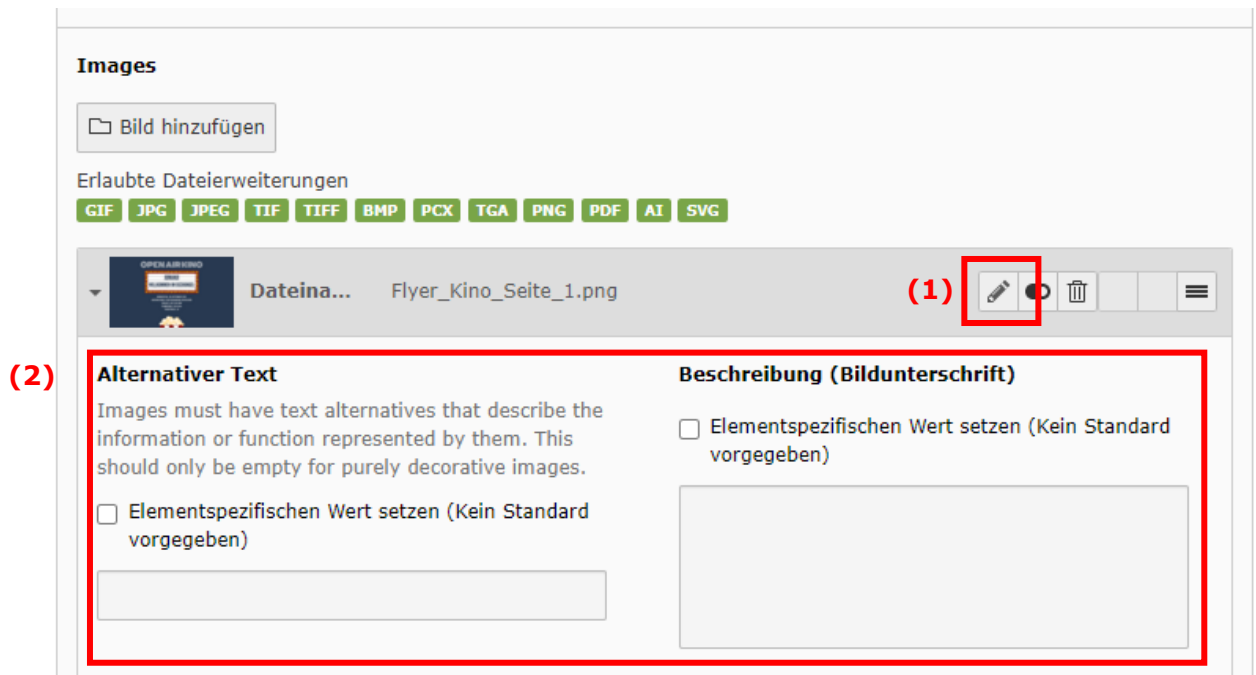 Images
Bild hinzufügen
Erlaubte Dateierweiterungen
GIF JPG JPEG TIF TIFF BMP PCX TGA PNG PDF AI SVG
OPEN AIR KINO
Dateina... Flyer_Kino_Seite_1.png (1)
(2)
Alternativer Text
Images must have text alternatives that describe the
information or function represented by them. This
should only be empty for purely decorative images.
Elementspezifischen Wert setzen (Kein Standard
vorgegeben)
Beschreibung (Bildunterschrift)
Elementspezifischen Wert setzen (Kein Standard
vorgegeben)